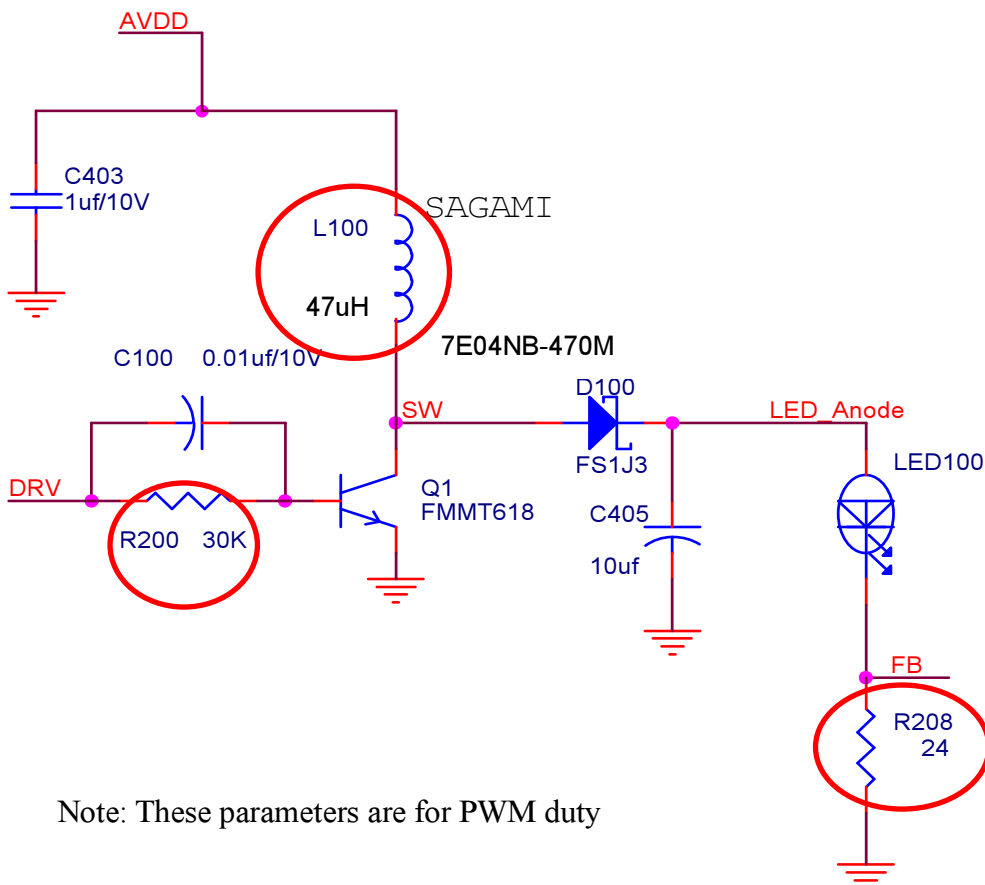 AVDD
C403
1uf/10V
SAGAMI
L100
47uH
7E04NB-470M
C100 0.01uf/10V
SW
D100
FS1J3
LED_Anode
LED100
DRV
R200 30K
Q1
FMMT618
C405
10uf
FB
R208
24
Note: These parameters are for PWM duty